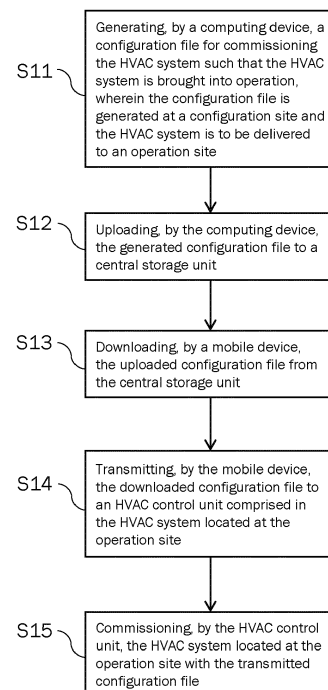 S11
Generating, by a computing device, a
configuration file for commissioning
the HVAC system such that the HVAC
system is brought into operation,
wherein the configuration file is
generated at a configuration site and
the HVAC system is to be delivered
to an operation site
S12
Uploading, by the computing device,
the generated configuration file to a
central storage unit
S13
Downloading, by a mobile device,
the uploaded configuration file from
the central storage unit
S14
Transmitting, by the mobile device,
the downloaded configuration file to
an HVAC control unit comprised in
the HVAC system located at the
operation site
S15
Commissioning, by the HVAC control
unit, the HVAC system located at the
operation site with the transmitted
configuration file